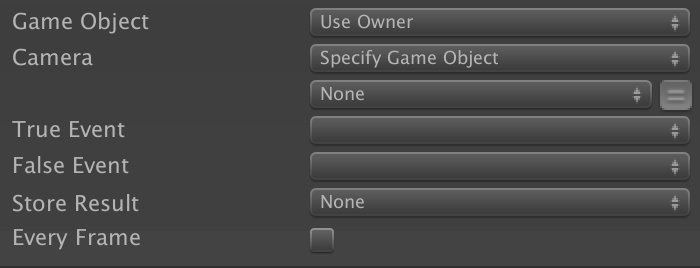 Game Object Use Owner
Camera Specify Game Object
None
True Event
False Event
Store Result None
Every Frame